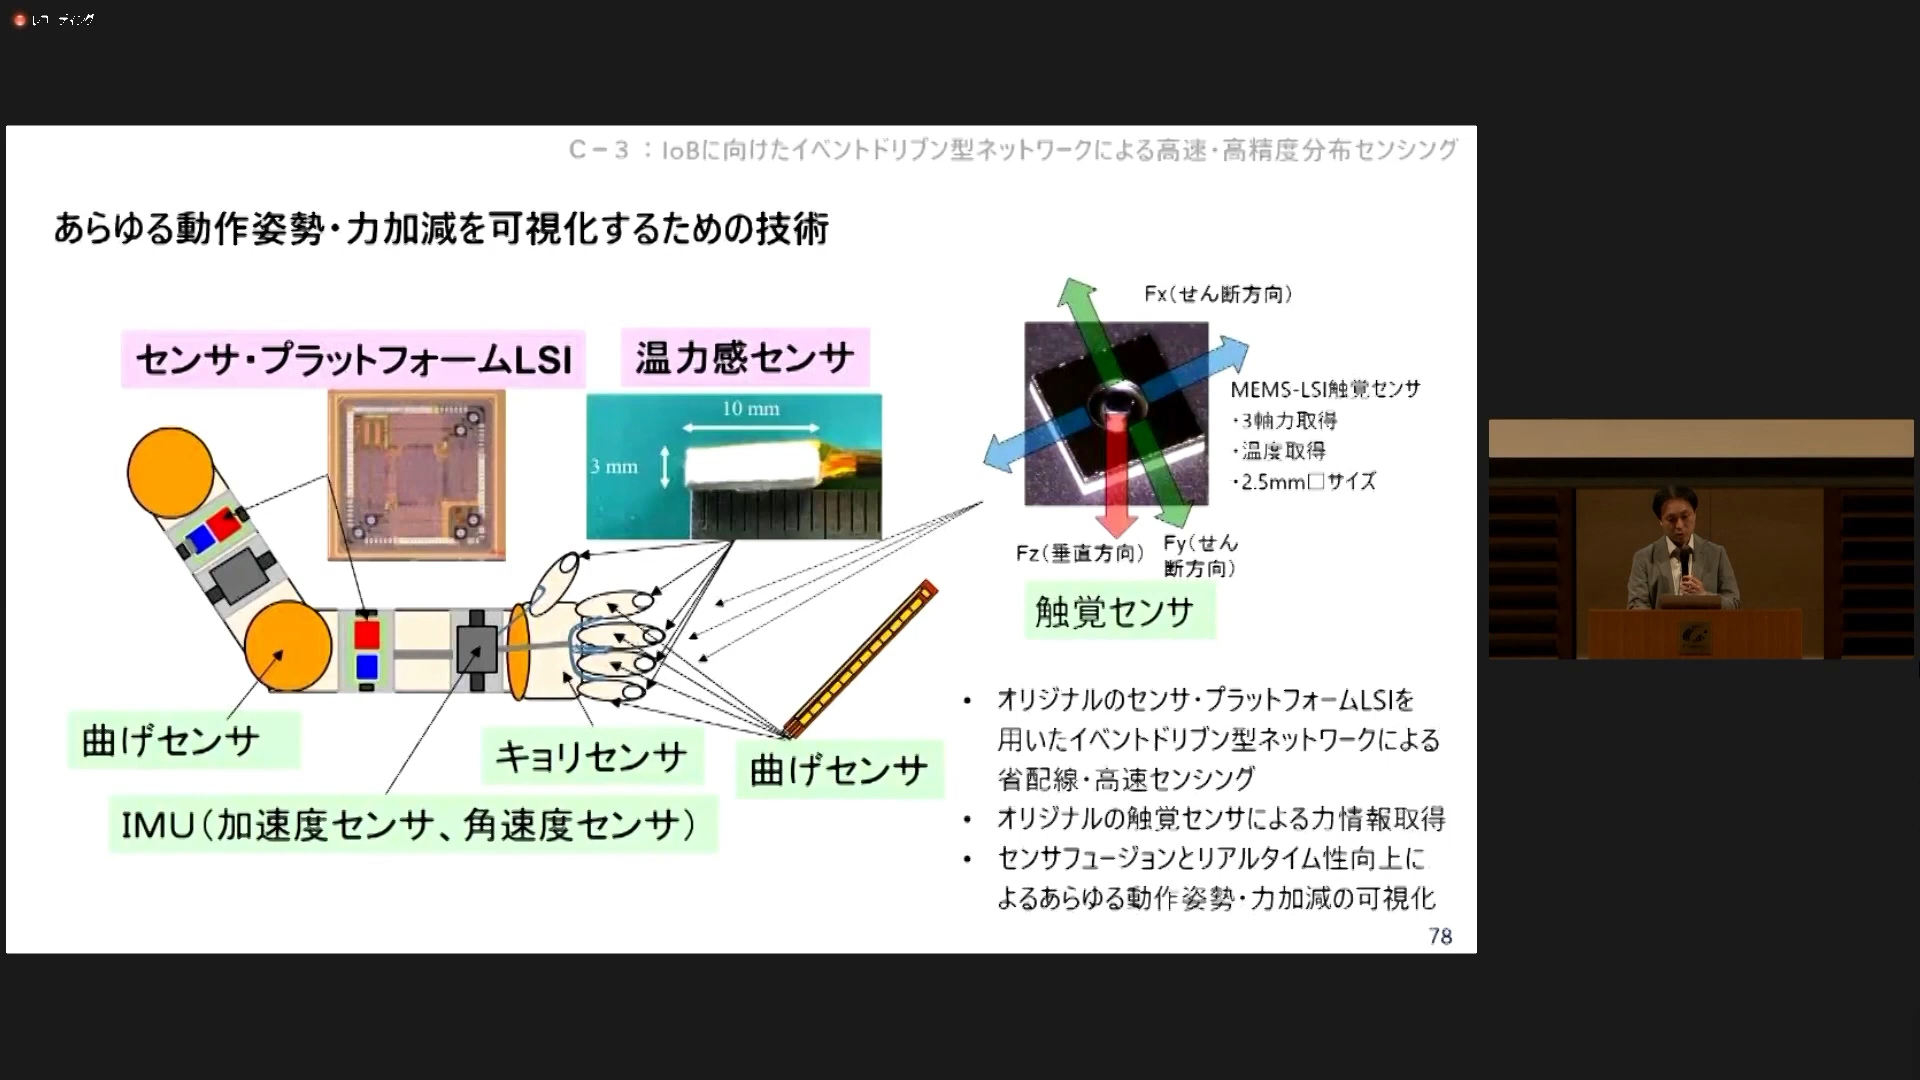 レコーディング
C－3：IoBに向けたイベントドリブン型ネットワークによる高速・高精度分布センシング
あらゆる動作姿勢・力加減を可視化するための技術
センサ・プラットフォームLSI
温力感センサ
10 mm
3 mm
Fx（せん断方向）
MEMS-LSI触覚センサ
・3軸力取得
・温度取得
・2.5mm□サイズ
Fz（垂直方向）
Fy（せん
断方向）
触覚センサ
曲げセンサ
キョリセンサ
曲げセンサ
IMU（加速度センサ、角速度センサ）
• オリジナルのセンサ・プラットフォームLSIを
用いたイベントドリブン型ネットワークによる
省配線・高速センシング
• オリジナルの触覚センサによる力情報取得
• センサフュージョンとリアルタイム性向上に
よるあらゆる動作姿勢・力加減の可視化
78